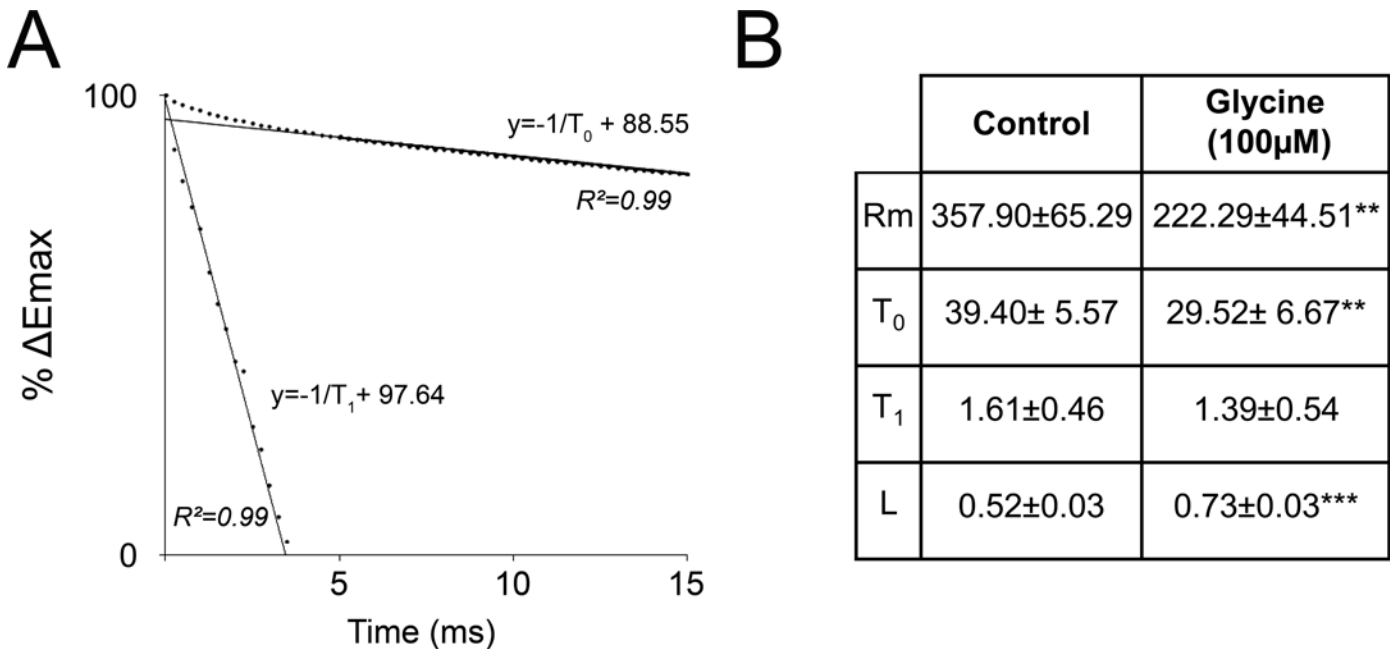 A
100
y=-1/T₀ + 88.55
R²=0.99
% ΔEmax
y=-1/T₁+ 97.64
R²=0.99
0
5
10
15
Time (ms)
B
Control
Glycine
(100µM)
Rm 357.90±65.29 222.29±44.51**
T₀ 39.40± 5.57 29.52± 6.67**
T₁ 1.61±0.46 1.39±0.54
L 0.52±0.03 0.73±0.03***